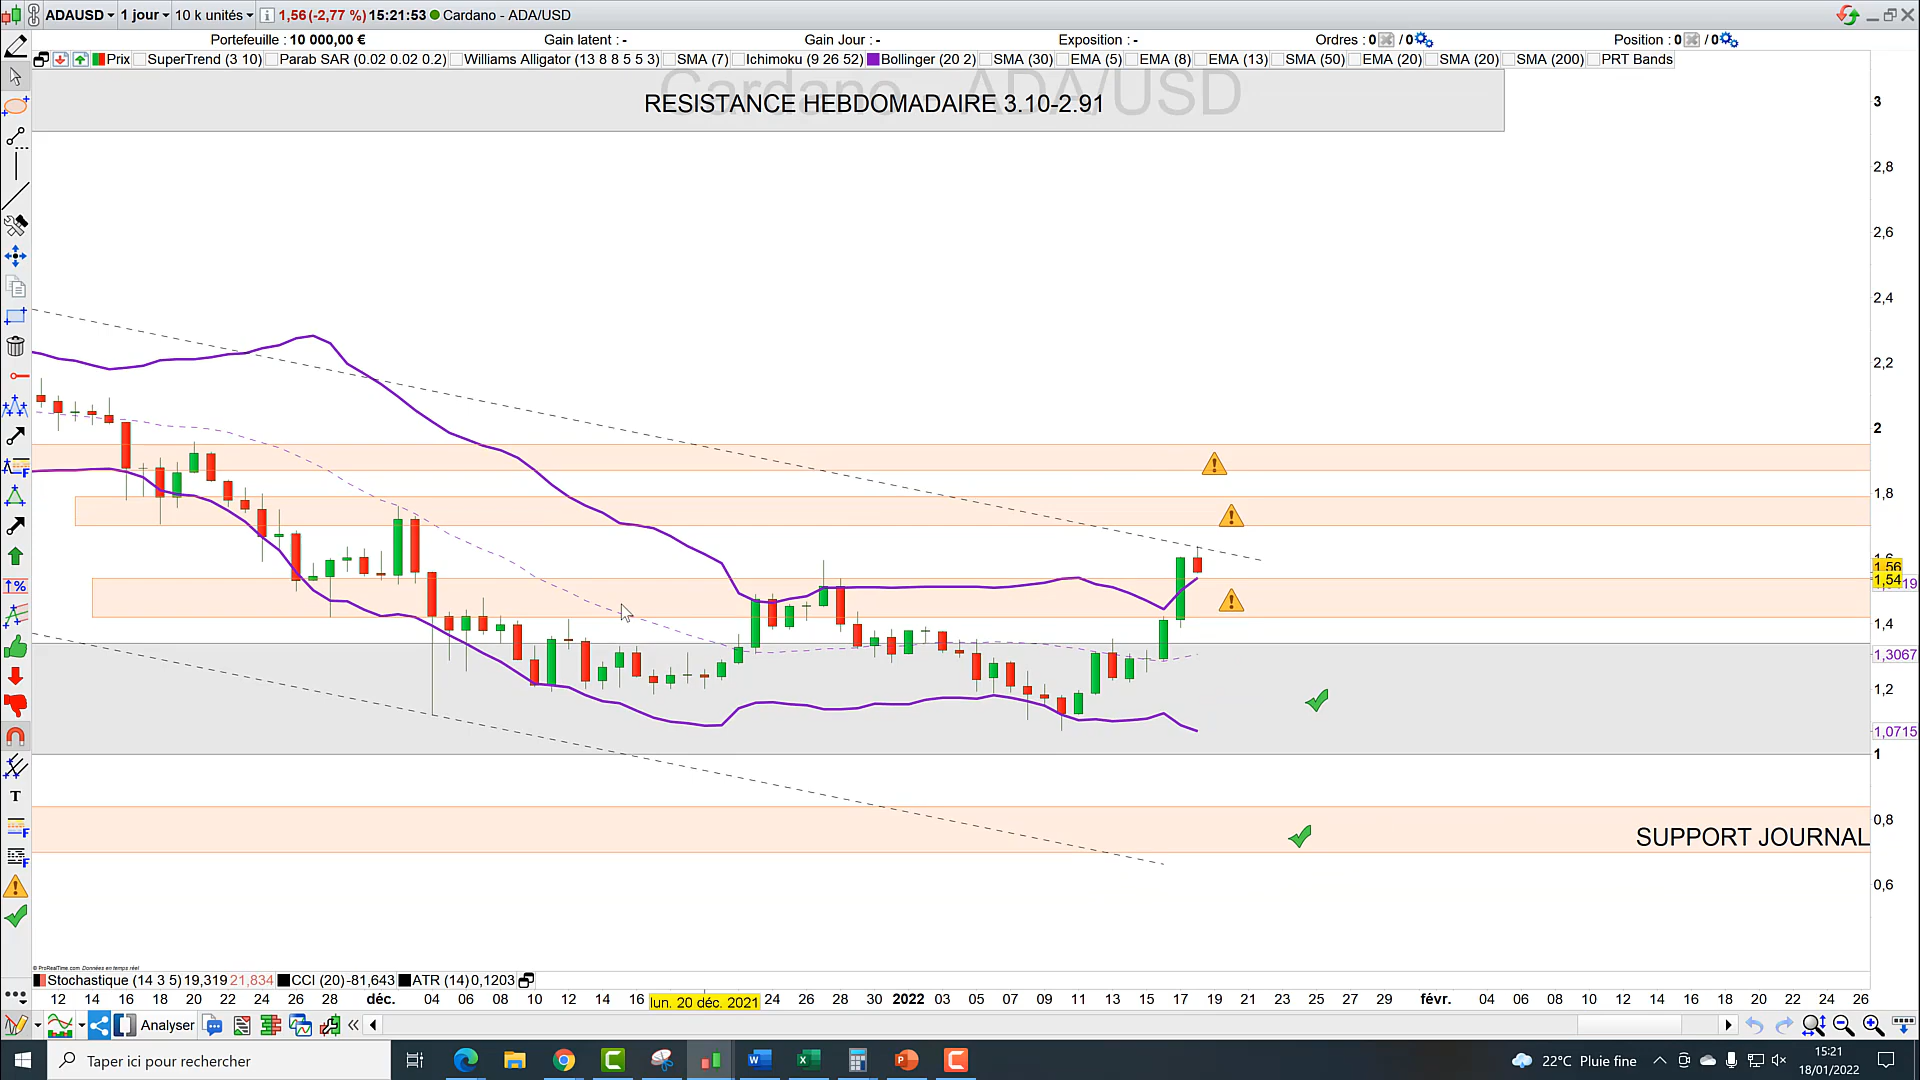 ADAUSD 1 jour 10 k unités 1,56 (-2,77 %) 15:21:53 Cardano - ADA/USD
Portefeuille : 10 000,00 € Gain latent : - Gain Jour : - Exposition : - Ordres : 0 / 0 Position : 0 / 0
Prix SuperTrend (3 10) Parab SAR (0.02 0.02 0.2) Williams Alligator (13 8 8 5 5 3) SMA (7) Ichimoku (9 26 52) Bollinger (20 2) SMA (30) EMA (5) EMA (8) EMA (13) SMA (50) EMA (20) SMA (20) SMA (200) PRT Bands
Cardano - ADA/USD
RESISTANCE HEBDOMADAIRE 3.10-2.91
3
2,8
2,6
2,4
2,2
2
1,8
1,56
1,54
1,4
1,3067
1,2
1,0715
1
0,8
SUPPORT JOURNAL
0,6
© ProRealTime.com Données en temps réel
Stochastique (14 3 5) 19,319 21,834 CCI (20) -81,643 ATR (14) 0,1203
12 14 16 18 20 22 24 26 28 déc. 04 06 08 10 12 14 16 lun. 20 déc. 2021 24 26 28 30 2022 03 05 07 09 11 13 15 17 19 21 23 25 27 29 févr. 04 06 08 10 12 14 16 18 20 22 24 26
Analyser
Taper ici pour rechercher
22°C Pluie fine
15:21
18/01/2022